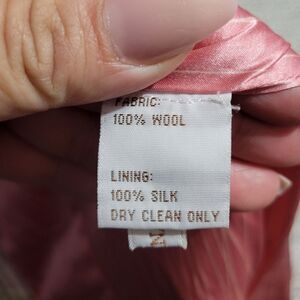 FABRIC:
100% WOOL
LINING:
100% SILK
DRY CLEAN ONLY